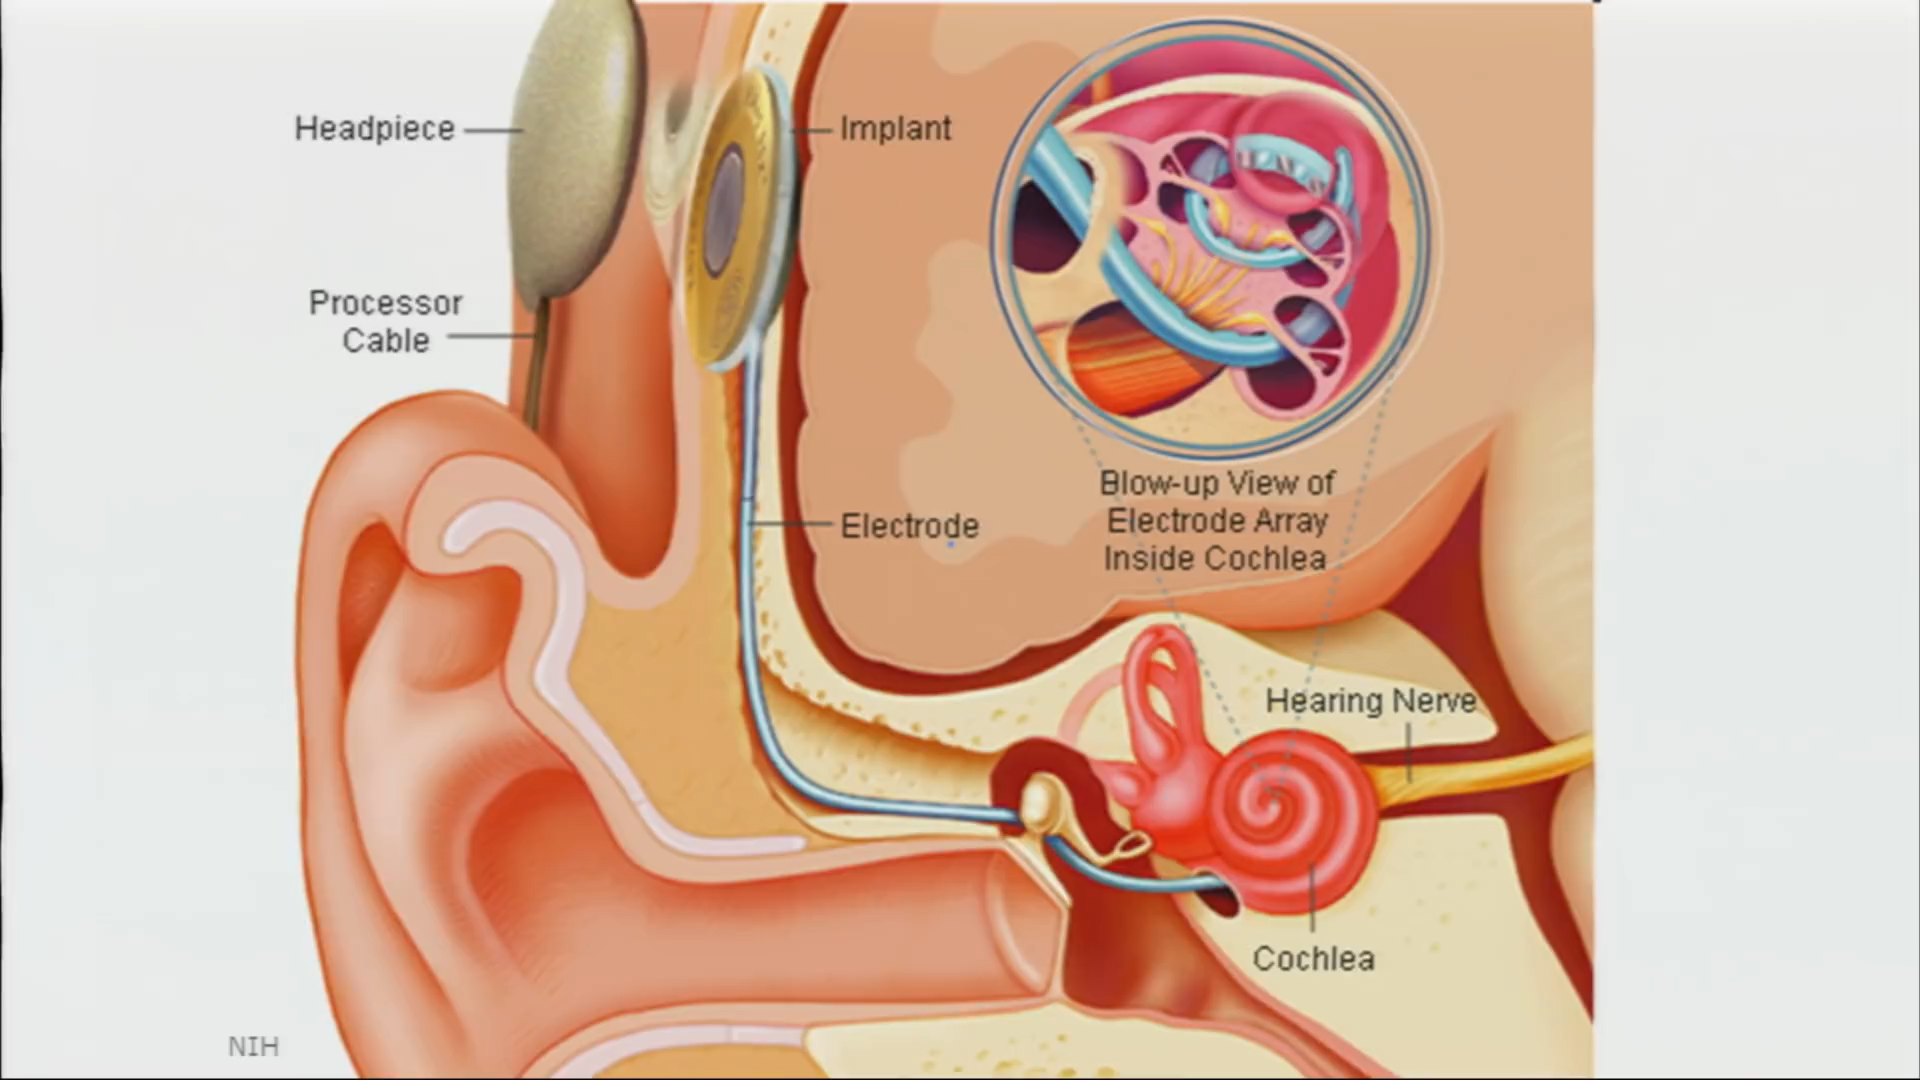 Headpiece
Implant
Processor
Cable
Electrode
Blow-up View of
Electrode Array
Inside Cochlea
Hearing Nerve
Cochlea
NIH